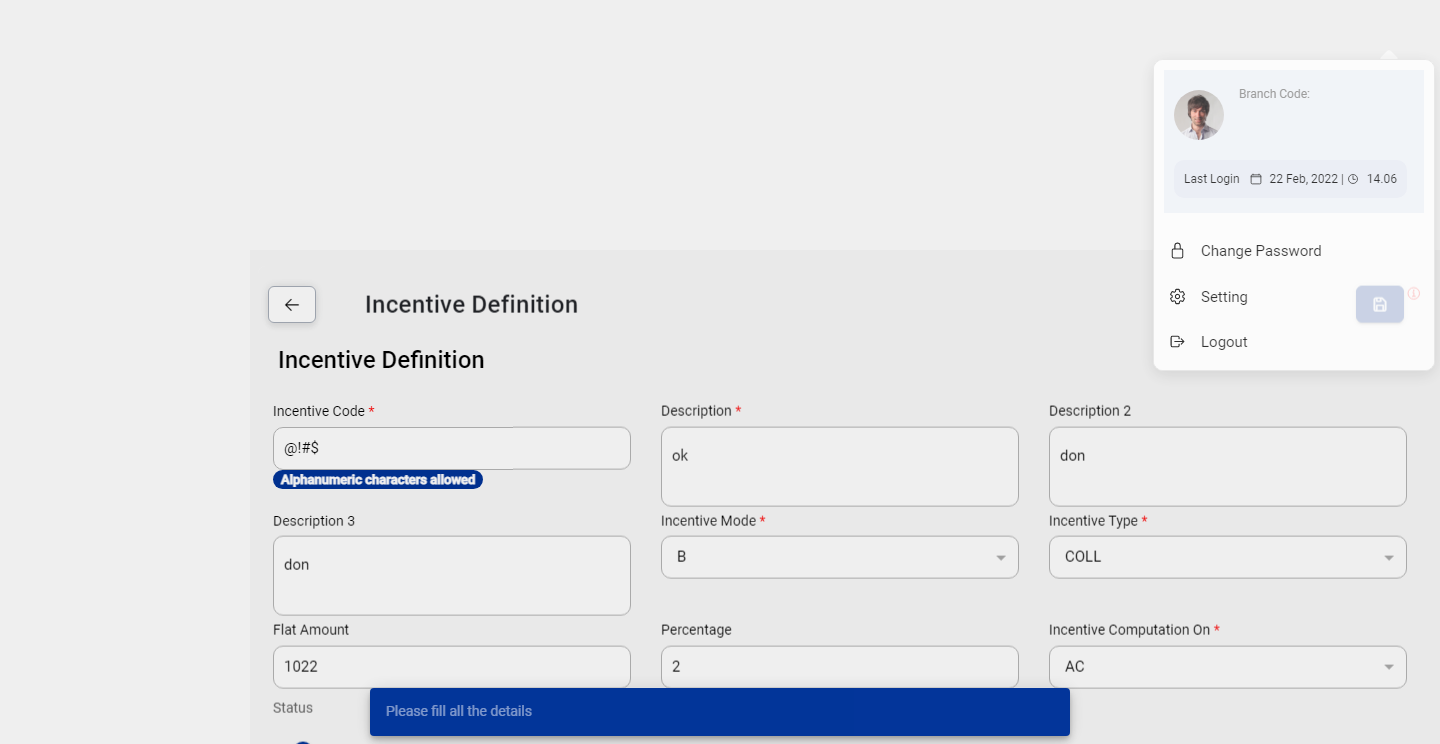 Branch Code:
Last Login 22 Feb, 2022 | 14.06
Change Password
Setting
Logout
Incentive Definition
Incentive Definition
Incentive Code *
@!#$
Alphanumeric characters allowed
Description *
ok
Description 2
don
Description 3
don
Incentive Mode *
B
Incentive Type *
COLL
Flat Amount
1022
Percentage
2
Incentive Computation On *
AC
Status
Please fill all the details